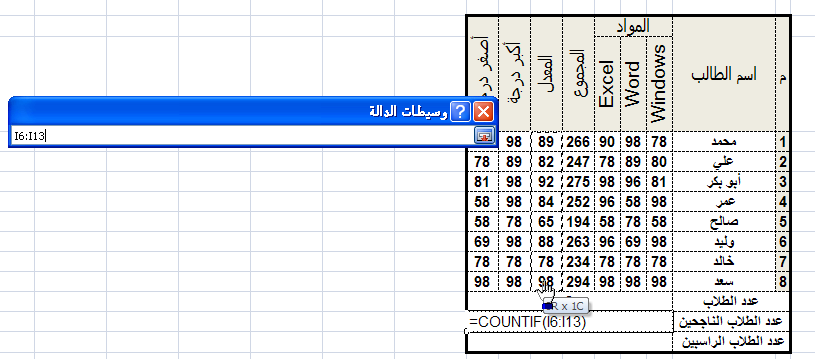 المواد
م اسم الطالب Windows Word Excel المجموع المعدل أكبر درجة أصغر
وسيطات الدالة
I6:I13
1 محمد 78 98 90 266 89 98
2 علي 80 89 78 247 82 89 78
3 أبو بكر 81 96 98 275 92 98 81
4 عمر 98 58 96 252 84 98 58
5 صالح 58 78 58 194 65 78 58
6 وليد 98 69 96 263 88 98 69
7 خالد 78 78 78 234 78 78 78
8 سعد 98 98 98 294 98 98 98
عدد الطلاب
R x 1C
عدد الطلاب الناجحين =COUNTIF(I6:I13)
عدد الطلاب الراسبين